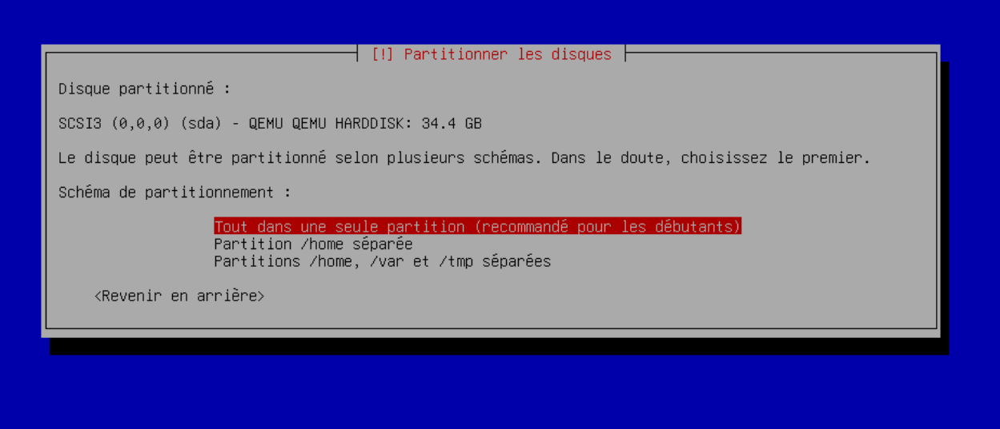 [!] Partitionner les disques
Disque partitionné :
SCSI3 (0,0,0) (sda) - QEMU QEMU HARDDISK: 34.4 GB
Le disque peut être partitionné selon plusieurs schémas. Dans le doute, choisissez le premier.
Schéma de partitionnement :
Tout dans une seule partition (recommandé pour les débutants)
Partition /home séparée
Partitions /home, /var et /tmp séparées
<Revenir en arrière>